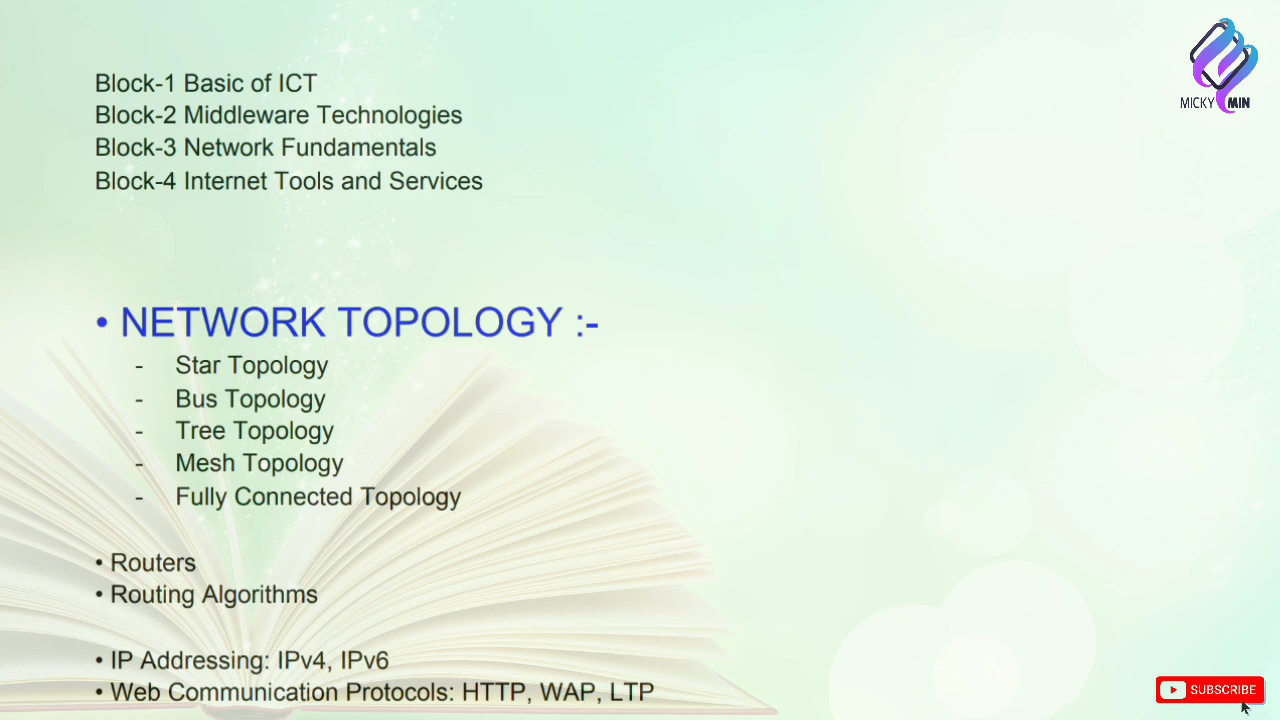 Block-1 Basic of ICT
Block-2 Middleware Technologies
Block-3 Network Fundamentals
Block-4 Internet Tools and Services
MICKY MIN
• NETWORK TOPOLOGY :-
- Star Topology
- Bus Topology
- Tree Topology
- Mesh Topology
- Fully Connected Topology
• Routers
• Routing Algorithms
• IP Addressing: IPv4, IPv6
• Web Communication Protocols: HTTP, WAP, LTP
SUBSCRIBE